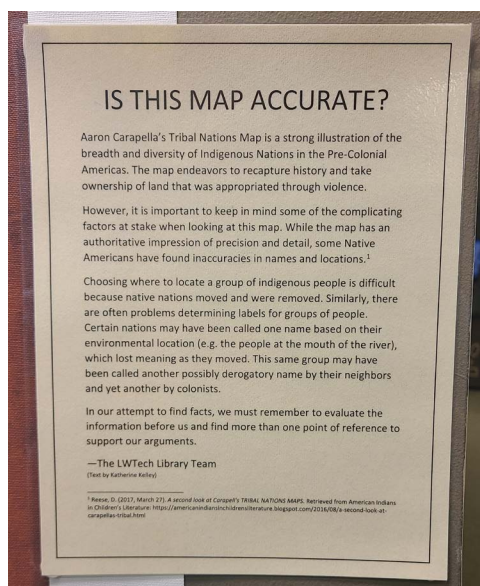 IS THIS MAP ACCURATE?
Aaron Carapella's Tribal Nations Map is a strong illustration of the
breadth and diversity of Indigenous Nations in the Pre-Colonial
Americas. The map endeavors to recapture history and take
ownership of land that was appropriated through violence.
However, it is important to keep in mind some of the complicating
factors at stake when looking at this map. While the map has an
authoritative impression of precision and detail, some Native
Americans have found inaccuracies in names and locations.¹
Choosing where to locate a group of indigenous people is difficult
because native nations moved and were removed. Similarly, there
are often problems determining labels for groups of people.
Certain nations may have been called one name based on their
environmental location (e.g. the people at the mouth of the river),
which lost meaning as they moved. This same group may have
been called another possibly derogatory name by their neighbors
and yet another by colonists.
In our attempt to find facts, we must remember to evaluate the
information before us and find more than one point of reference to
support our arguments.
—The LWTech Library Team
(Text by Katherine Kelley)
¹ Reese, D. (2017, March 27). A second look at Carapell's TRIBAL NATIONS MAPS. Retrieved from American Indians
in Children's Literature: https://americanindiansinchildrensliterature.blogspot.com/2016/08/a-second-look-at-
carapellas-tribal.html